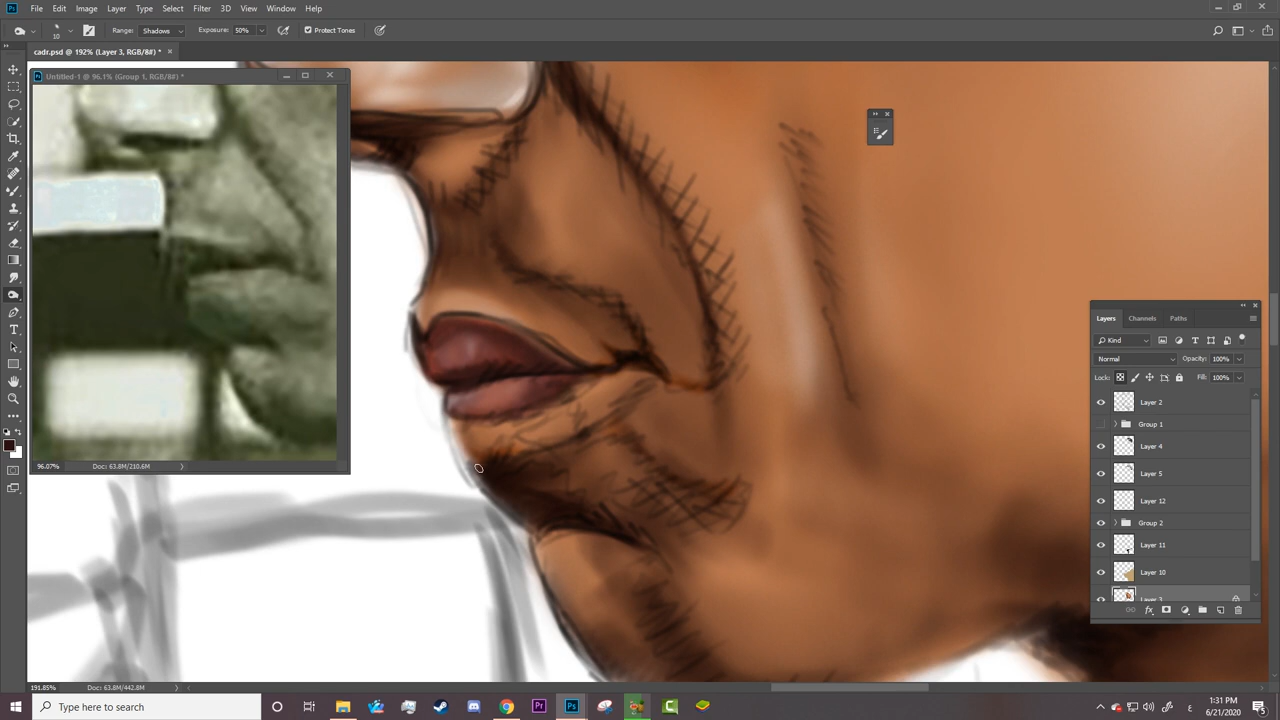 File Edit Image Layer Type Select Filter 3D View Window Help
10 Range: Shadows Exposure: 50% Protect Tones
cadr.psd @ 192% (Layer 3, RGB/8#) *
Untitled-1 @ 96.1% (Group 1, RGB/8#) *
96.07% Doc: 63.8M/210.6M
Layers Channels Paths
Kind
Normal Opacity: 100%
Lock: Fill: 100%
Layer 2
Group 1
Layer 4
Layer 5
Layer 12
Group 2
Layer 11
Layer 10
Layer 3
191.85% Doc: 63.8M/442.8M
Type here to search
1:31 PM
6/21/2020